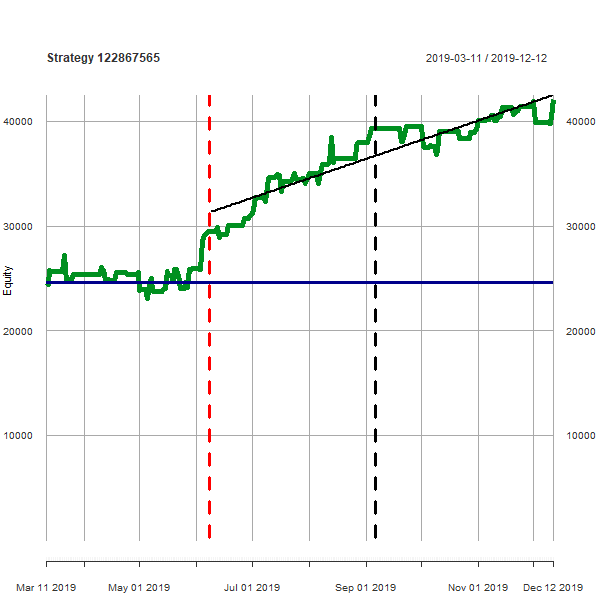 Strategy 122867565
2019-03-11 / 2019-12-12
40000 40000
30000 30000
Equity
20000 20000
10000 10000
Mar 11 2019 May 01 2019 Jul 01 2019 Sep 01 2019 Nov 01 2019 Dec 12 2019